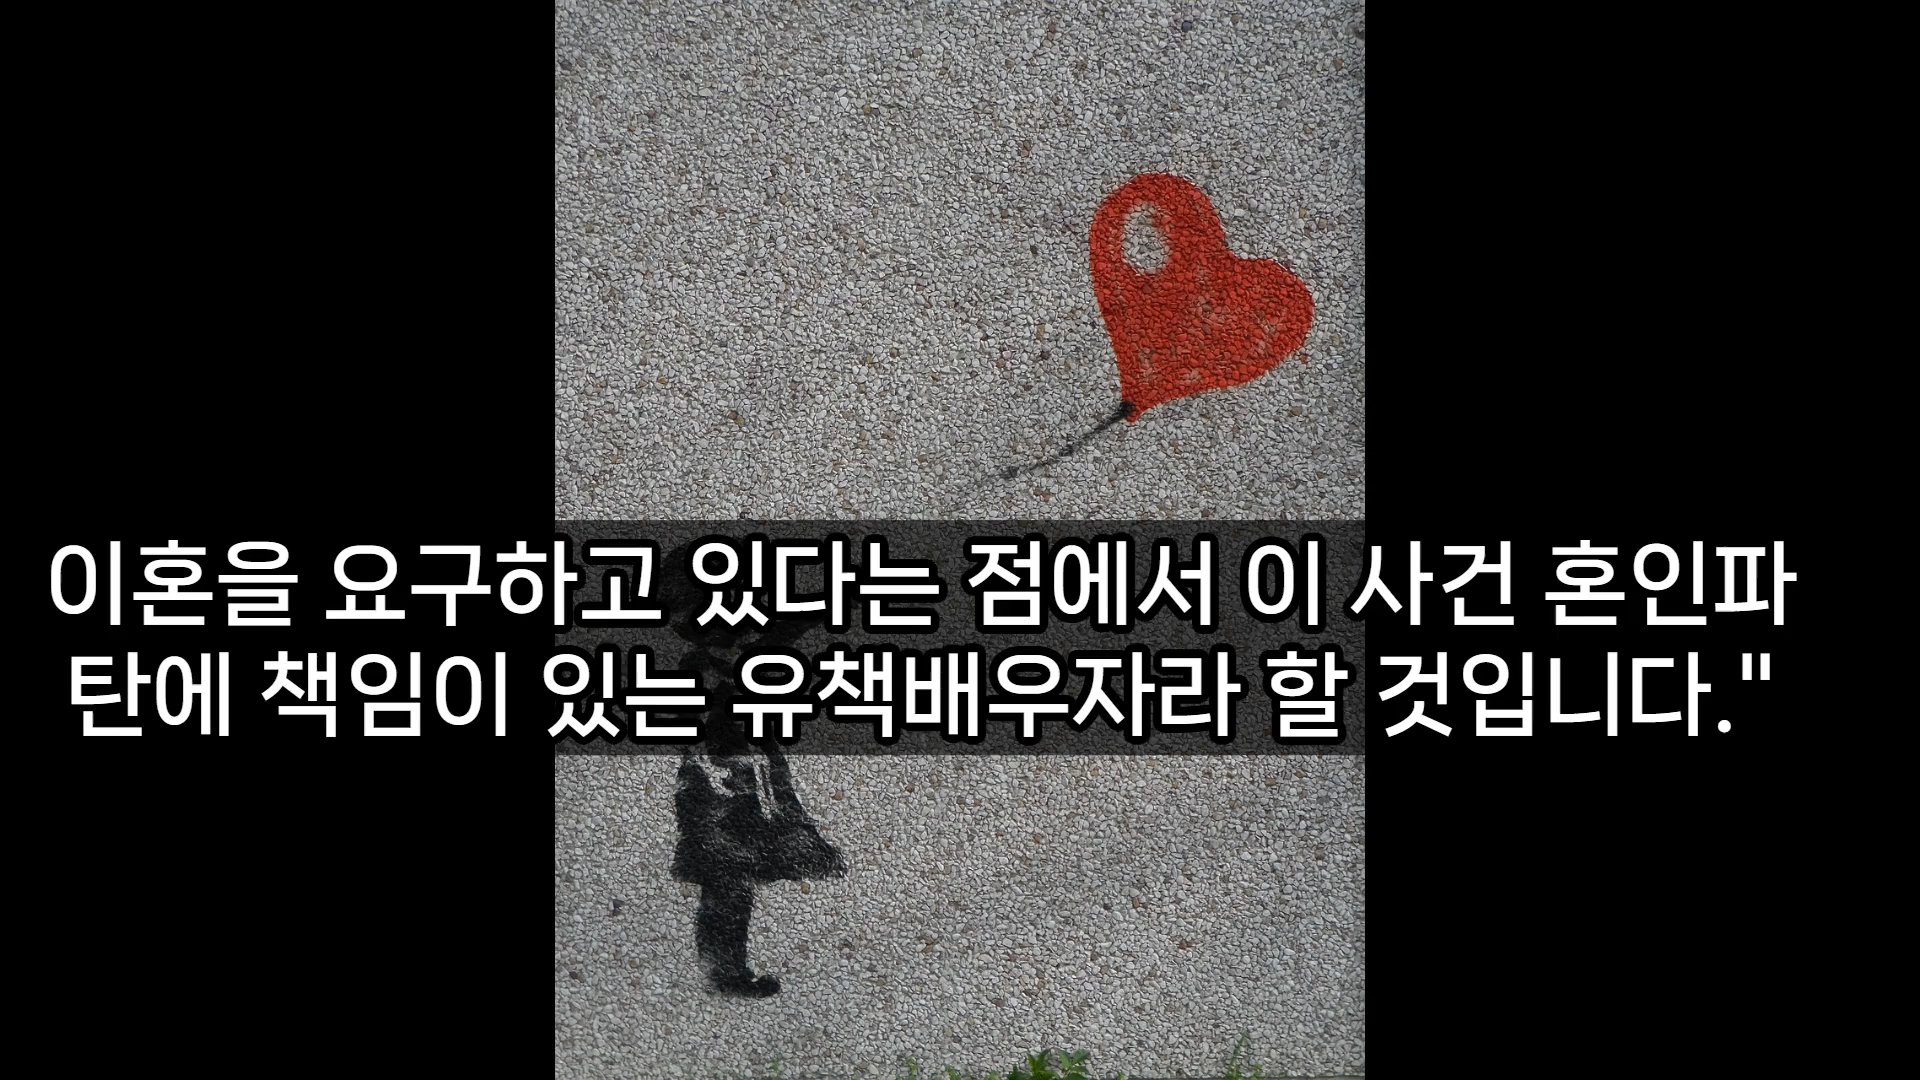 이혼을 요구하고 있다는 점에서 이 사건 혼인파
탄에 책임이 있는 유책배우자라 할 것입니다."